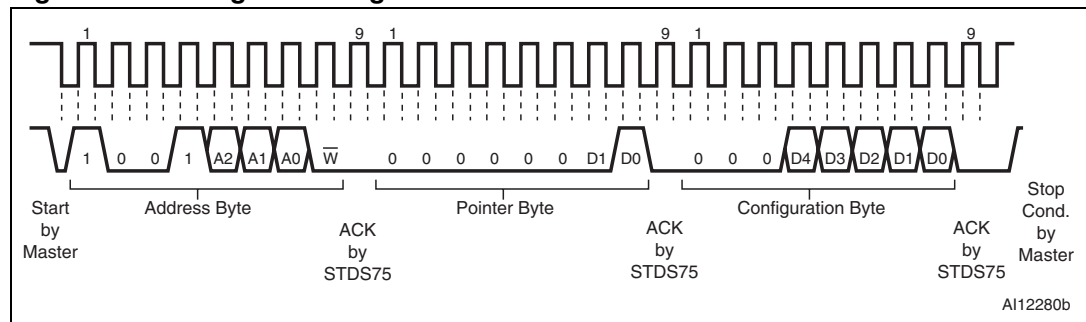 1 9 1 9 1 9
1 0 0 1 A2 A1 A0 W 0 0 0 0 0 0 D1 D0 0 0 0 D4 D3 D2 D1 D0
Start
by
Master
Address Byte
ACK
by
STDS75
Pointer Byte
ACK
by
STDS75
Configuration Byte
ACK
by
STDS75
Stop
Cond.
by
Master
AI12280b